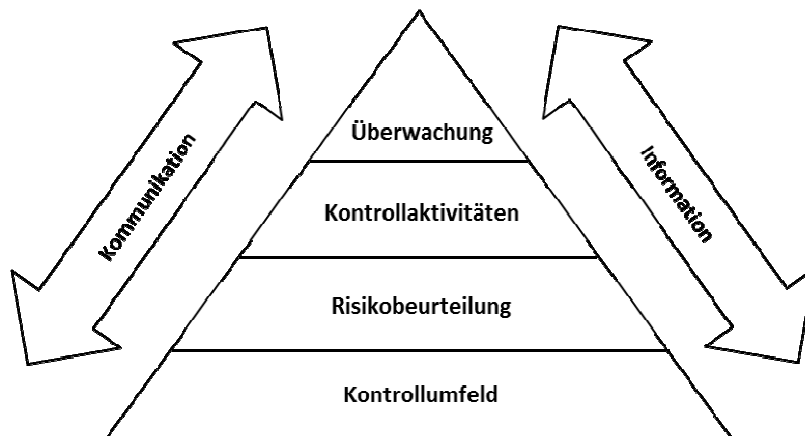 Überwachung
Kommunikation
Information
Kontrollaktivitäten
Risikobeurteilung
Kontrollumfeld